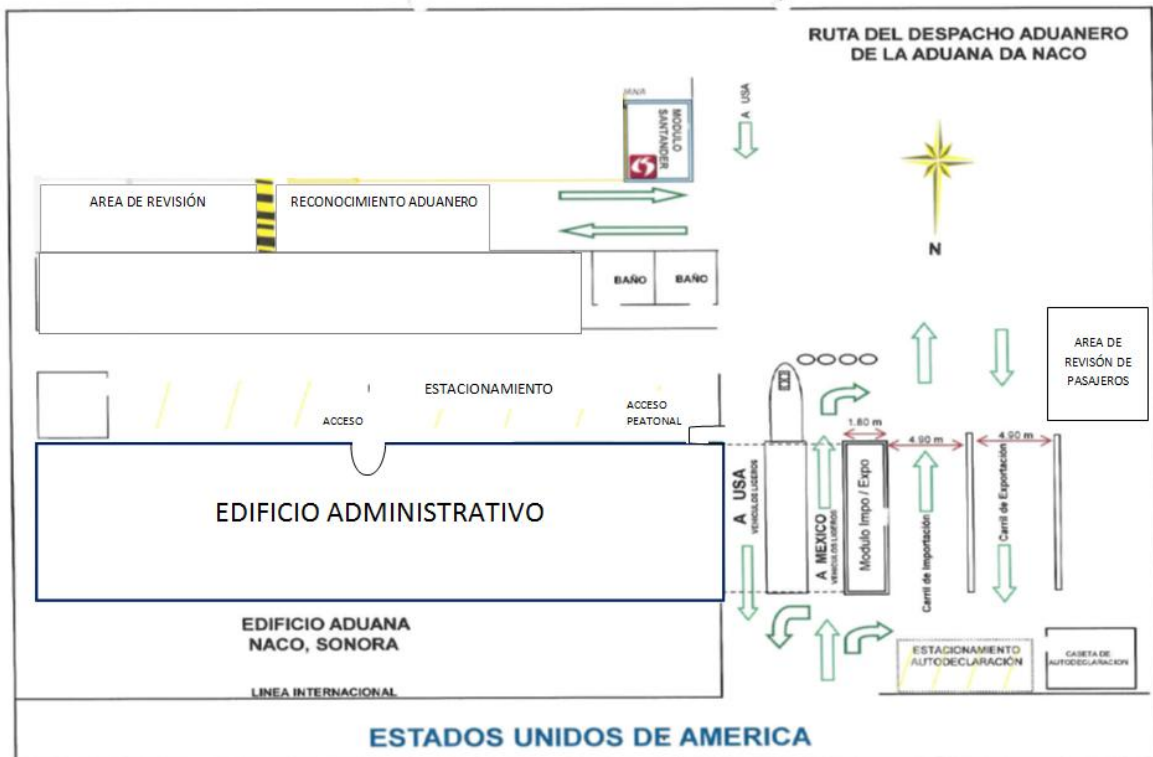 RUTA DEL DESPACHO ADUANERO
DE LA ADUANA DA NACO
MODULO
SANTANDER
A USA
AREA DE REVISIÓN
RECONOCIMIENTO ADUANERO
N
BAÑO
BAÑO
AREA DE
REVISÓN DE
PASAJEROS
ESTACIONAMIENTO
ACCESO
ACCESO
PEATONAL
1.80 m
4.90 m
4.90 m
EDIFICIO ADMINISTRATIVO
A USA
VEHICULOS LIGEROS
A MEXICO
VEHICULOS LIGEROS
Modulo Impo / Expo
Carril de Importación
Carril de Exportación
EDIFICIO ADUANA
NACO, SONORA
ESTACIONAMIENTO
AUTODECLARACIÓN
CASETA DE
AUTODECLARACION
LINEA INTERNACIONAL
ESTADOS UNIDOS DE AMERICA